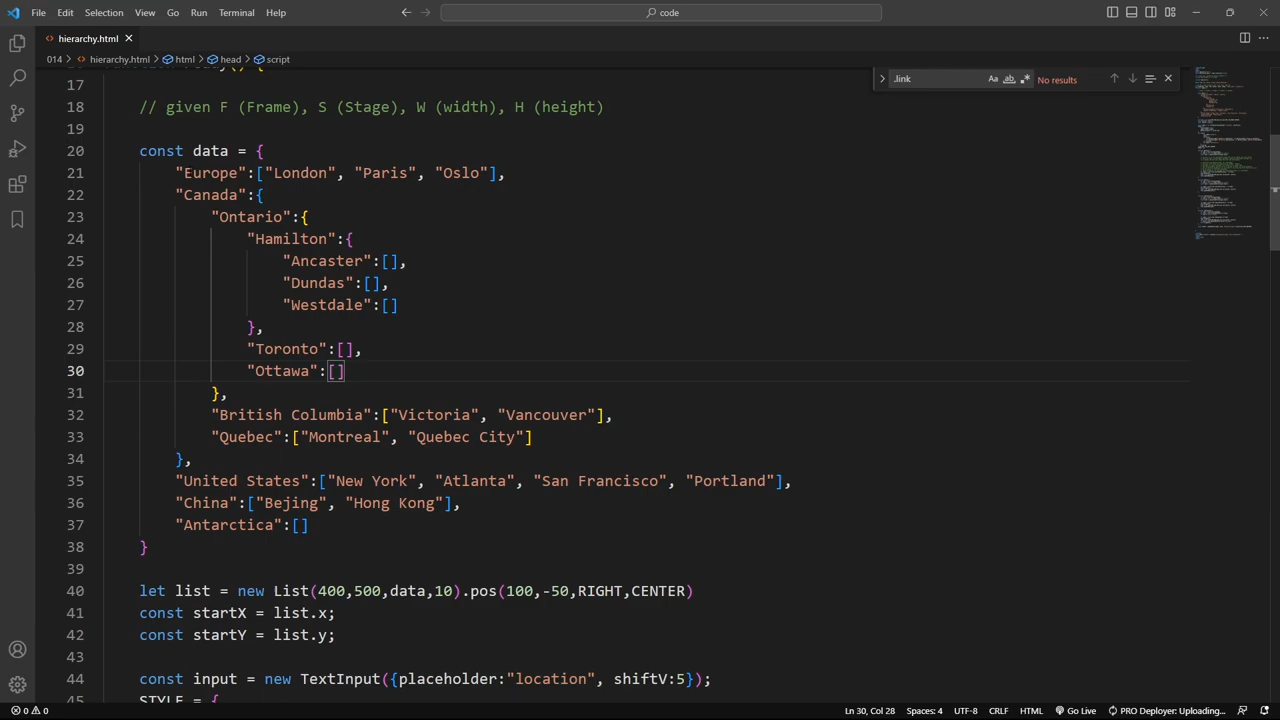 File Edit Selection View Go Run Terminal Help
code
hierarchy.html
014 > hierarchy.html > html > head > script
.link
Aa ab
No results
17
18 // given F (Frame), S (Stage), W (width), H (height)
19
20 const data = {
21 "Europe":["London", "Paris", "Oslo"],
22 "Canada":{
23 "Ontario":{
24 "Hamilton":{
25 "Ancaster":[],
26 "Dundas":[],
27 "Westdale":[]
28 },
29 "Toronto":[],
30 "Ottawa":[]
31 },
32 "British Columbia":["Victoria", "Vancouver"],
33 "Quebec":["Montreal", "Quebec City"]
34 },
35 "United States":["New York", "Atlanta", "San Francisco", "Portland"],
36 "China":["Bejing", "Hong Kong"],
37 "Antarctica":[]
38 }
39
40 let list = new List(400,500,data,10).pos(100,-50,RIGHT,CENTER)
41 const startX = list.x;
42 const startY = list.y;
43
44 const input = new TextInput({placeholder:"location", shiftV:5});
45 STYLE = {
0 0 Ln 30, Col 28 Spaces: 4 UTF-8 CRLF HTML Go Live PRO Deployer: Uploading...